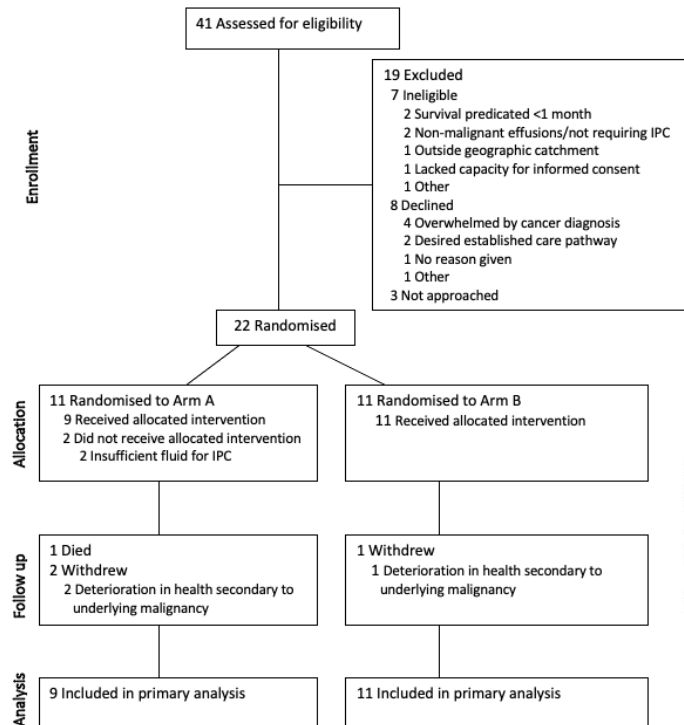 41 Assessed for eligibility
19 Excluded
7 Ineligible
2 Survival predicated <1 month
2 Non-malignant effusions/not requiring IPC
1 Outside geographic catchment
1 Lacked capacity for informed consent
1 Other
8 Declined
4 Overwhelmed by cancer diagnosis
2 Desired established care pathway
1 No reason given
1 Other
3 Not approached
Enrollment
22 Randomised
Allocation
11 Randomised to Arm A
9 Received allocated intervention
2 Did not receive allocated intervention
2 Insufficient fluid for IPC
11 Randomised to Arm B
11 Received allocated intervention
Follow up
1 Died
2 Withdrew
2 Deterioration in health secondary to
underlying malignancy
1 Withdrew
1 Deterioration in health secondary to
underlying malignancy
Analysis
9 Included in primary analysis
11 Included in primary analysis